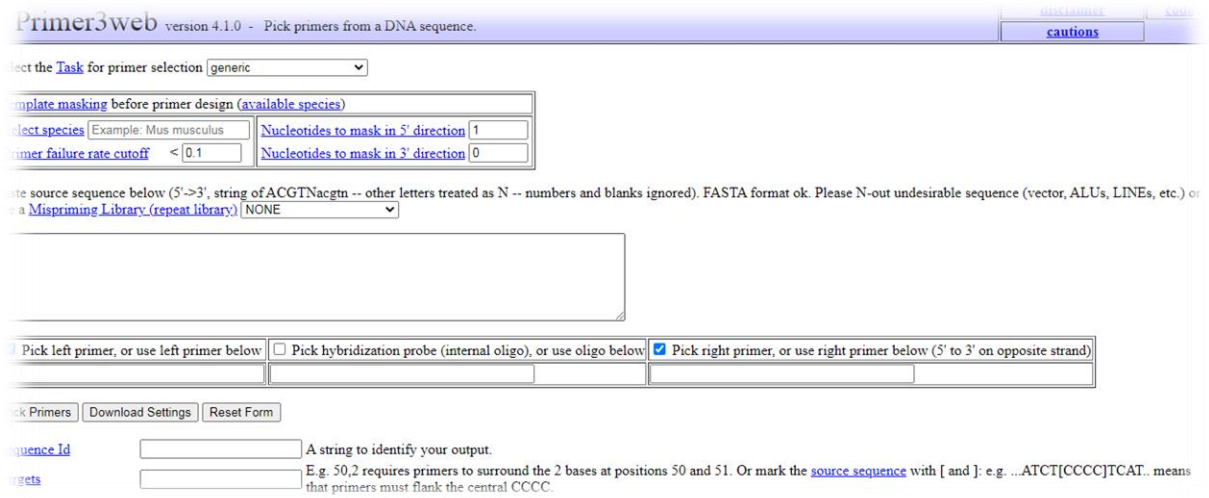 disclaimer code
Primer3web version 4.1.0 - Pick primers from a DNA sequence.
cautions
the Task for primer selection generic
masking before primer design (available species)
species Example: Mus musculus Nucleotides to mask in 5' direction 1
Primer failure rate cutoff < 0.1 Nucleotides to mask in 3' direction 0
source sequence below (5'->3', string of ACGTNacgtn -- other letters treated as N -- numbers and blanks ignored). FASTA format ok. Please N-out undesirable sequence (vector, ALUs, LINEs, etc.) or
a Mispriming Library (repeat library) NONE
Pick left primer, or use left primer below Pick hybridization probe (internal oligo), or use oligo below Pick right primer, or use right primer below (5' to 3' on opposite strand)
Primers Download Settings Reset Form
Id A string to identify your output.
E.g. 50,2 requires primers to surround the 2 bases at positions 50 and 51. Or mark the source sequence with [ and ]: e.g. ...ATCT[CCCC]TCAT.. means
that primers must flank the central CCCC.